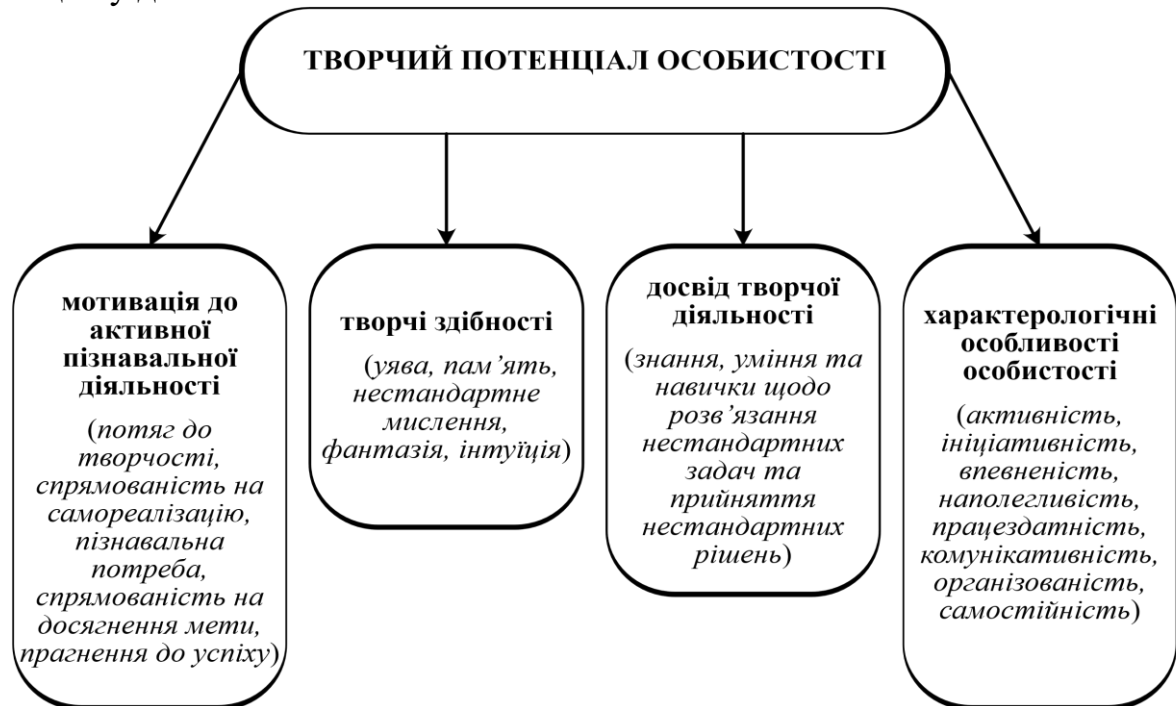 ТВОРЧИЙ ПОТЕНЦІАЛ ОСОБИСТОСТІ
мотивація до
активної
пізнавальної
діяльності
(потяг до
творчості,
спрямованість на
самореалізацію,
пізнавальна
потреба,
спрямованість на
досягнення мети,
прагнення до успіху)
творчі здібності
(уява, пам’ять,
нестандартне
мислення,
фантазія, інтуїція)
досвід творчої
діяльності
(знання, уміння та
навички щодо
розв’язання
нестандартних
задач та
прийняття
нестандартних
рішень)
характерологічні
особливості
особистості
(активність,
ініціативність,
впевненість,
наполегливість,
працездатність,
комунікативність,
організованість,
самостійність)